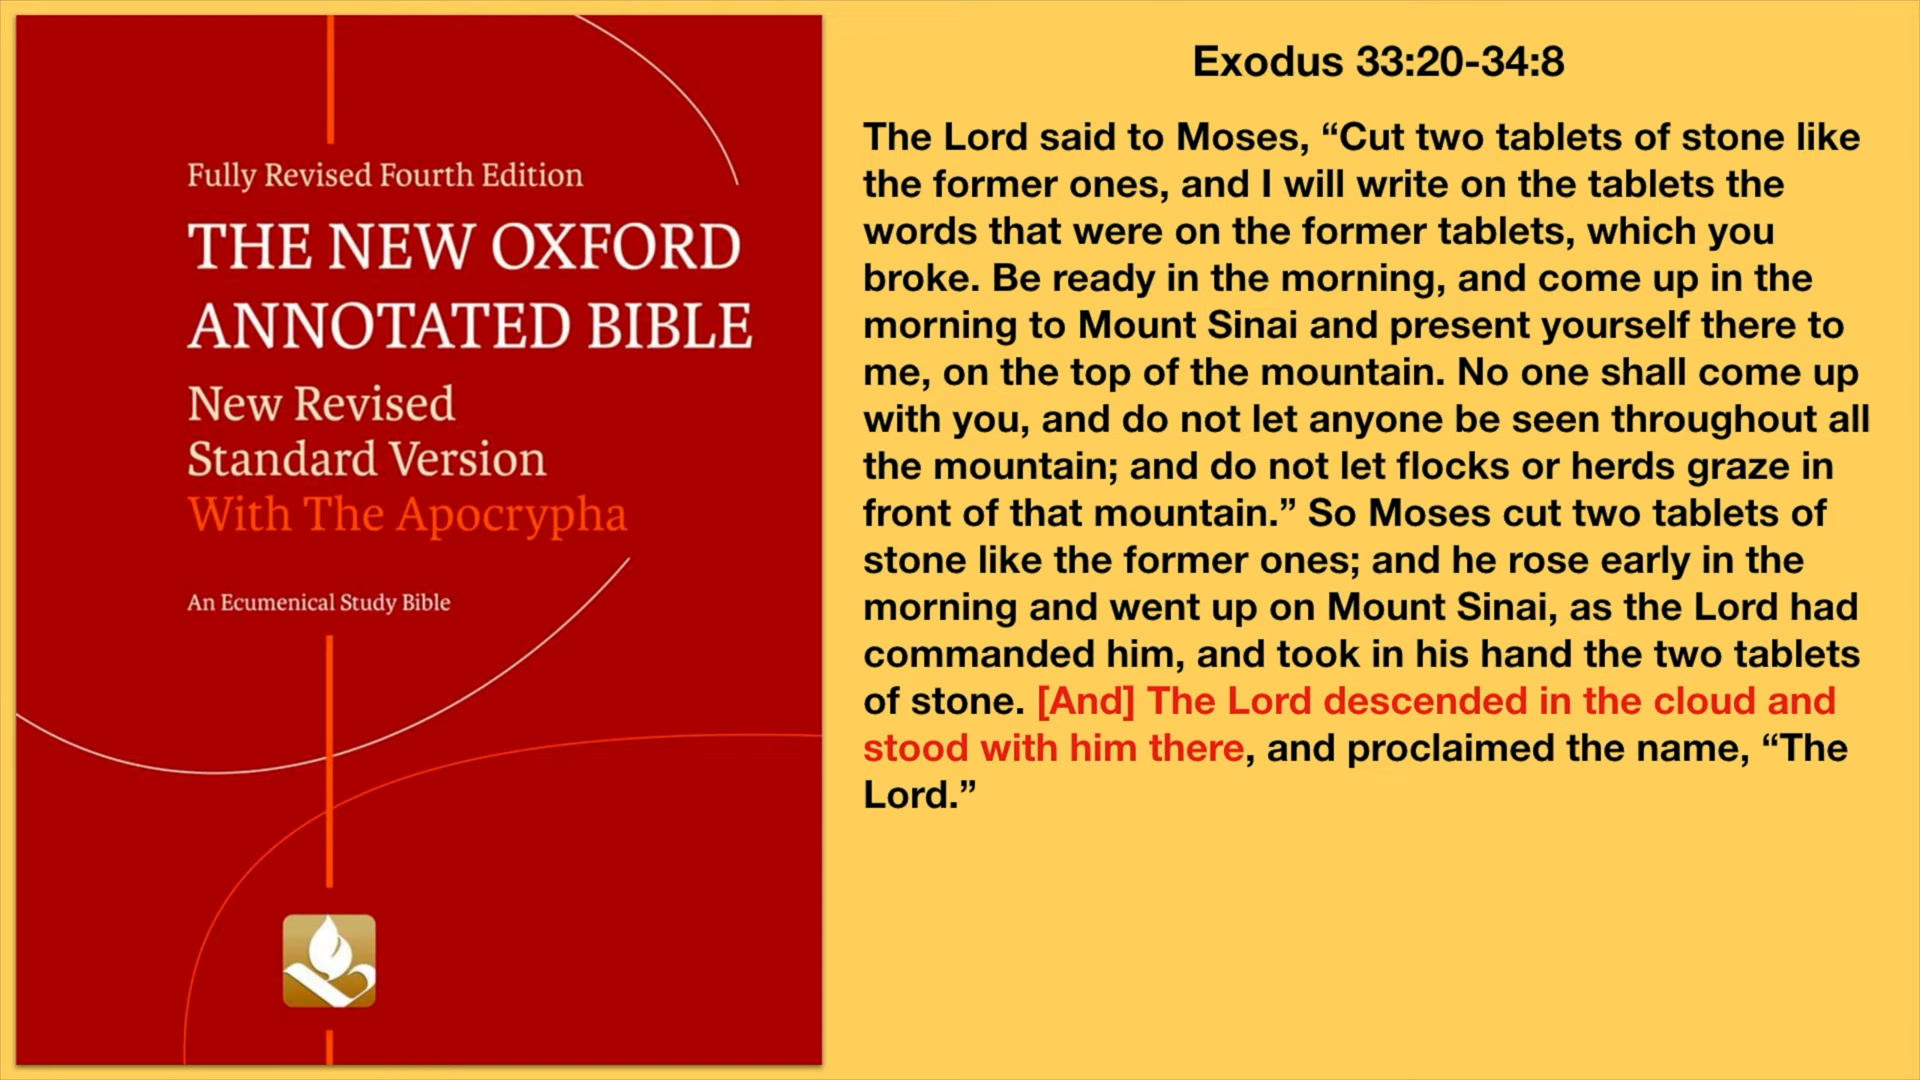 Fully Revised Fourth Edition
THE NEW OXFORD
ANNOTATED BIBLE
New Revised
Standard Version
With The Apocrypha
An Ecumenical Study Bible
Exodus 33:20-34:8
The Lord said to Moses, “Cut two tablets of stone like
the former ones, and I will write on the tablets the
words that were on the former tablets, which you
broke. Be ready in the morning, and come up in the
morning to Mount Sinai and present yourself there to
me, on the top of the mountain. No one shall come up
with you, and do not let anyone be seen throughout all
the mountain; and do not let flocks or herds graze in
front of that mountain.” So Moses cut two tablets of
stone like the former ones; and he rose early in the
morning and went up on Mount Sinai, as the Lord had
commanded him, and took in his hand the two tablets
of stone. [And] The Lord descended in the cloud and
stood with him there, and proclaimed the name, “The
Lord.”